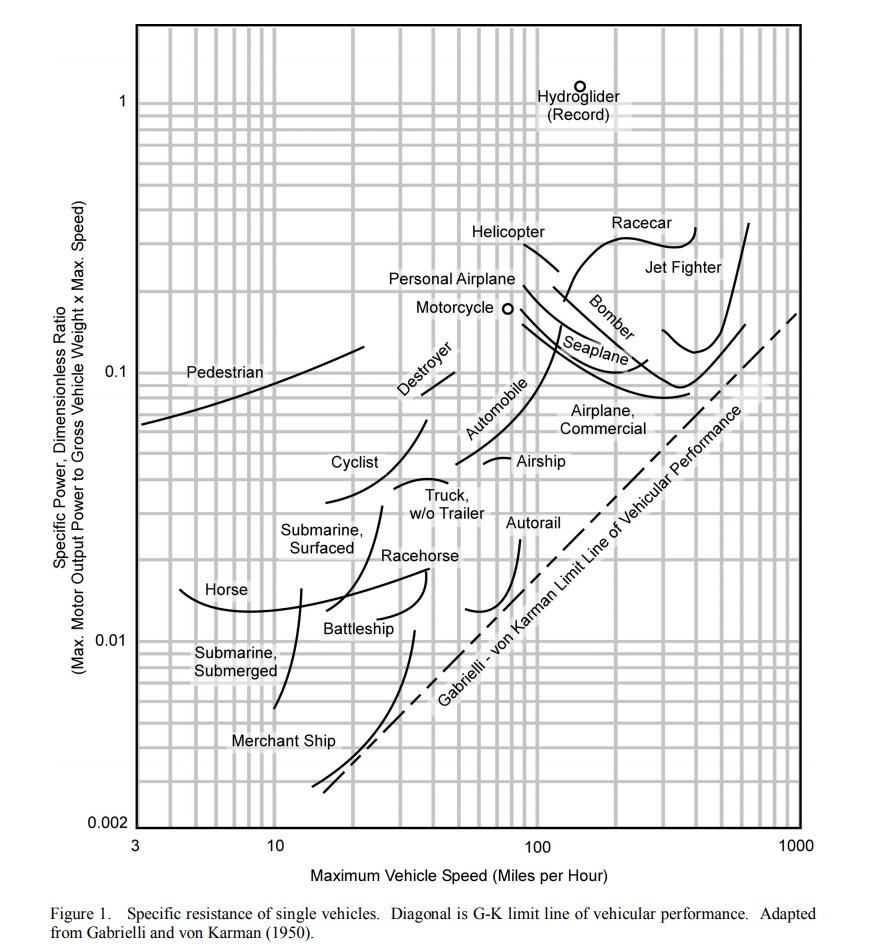 Hydroglider
(Record)
1
Helicopter
Racecar
Jet Fighter
Personal Airplane
Motorcycle
Bomber
Seaplane
Pedestrian
Destroyer
0.1
Automobile
Airplane,
Commercial
Cyclist
Airship
Truck,
w/o Trailer
Submarine,
Surfaced
Autorail
Racehorse
Horse
Battleship
0.01
Submarine,
Submerged
Gabrielli - von Karman Limit Line of Vehicular Performance
Merchant Ship
0.002
3
10
100
1000
Specific Power, Dimensionless Ratio
(Max. Motor Output Power to Gross Vehicle Weight x Max. Speed)
Maximum Vehicle Speed (Miles per Hour)
Figure 1. Specific resistance of single vehicles. Diagonal is G-K limit line of vehicular performance. Adapted
from Gabrielli and von Karman (1950).